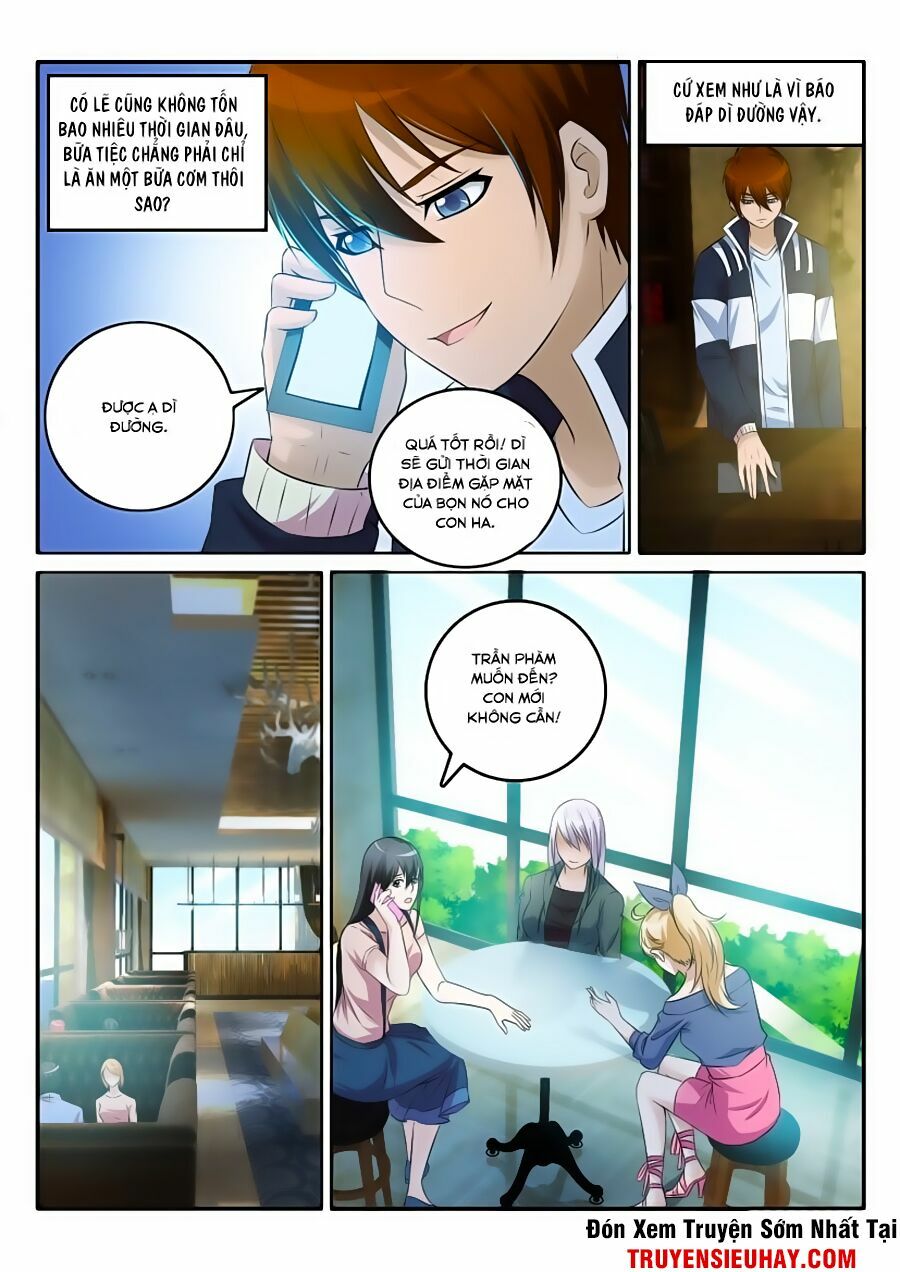 CÓ LẼ CŨNG KHÔNG TỐN
BAO NHIÊU THỜI GIAN ĐÂU,
BỮA TIỆC CHẲNG PHẢI CHỈ
LÀ ĂN MỘT BỮA CƠM THÔI
SAO?
CỨ XEM NHƯ LÀ VÌ BÁO
ĐÁP DÌ ĐƯỜNG VẬY.
ĐƯỢC Ạ DÌ
ĐƯỜNG.
QUÁ TỐT RỒI! DÌ
SẼ GỬI THỜI GIAN
ĐỊA ĐIỂM GẶP MẶT
CỦA BỌN NÓ CHO
CON HA.
TRẦN PHÀM
MUỐN ĐẾN?
CON MỚI
KHÔNG CẦN!
Đón Xem Truyện Sớm Nhất Tại
TRUYENSIEUHAY.COM